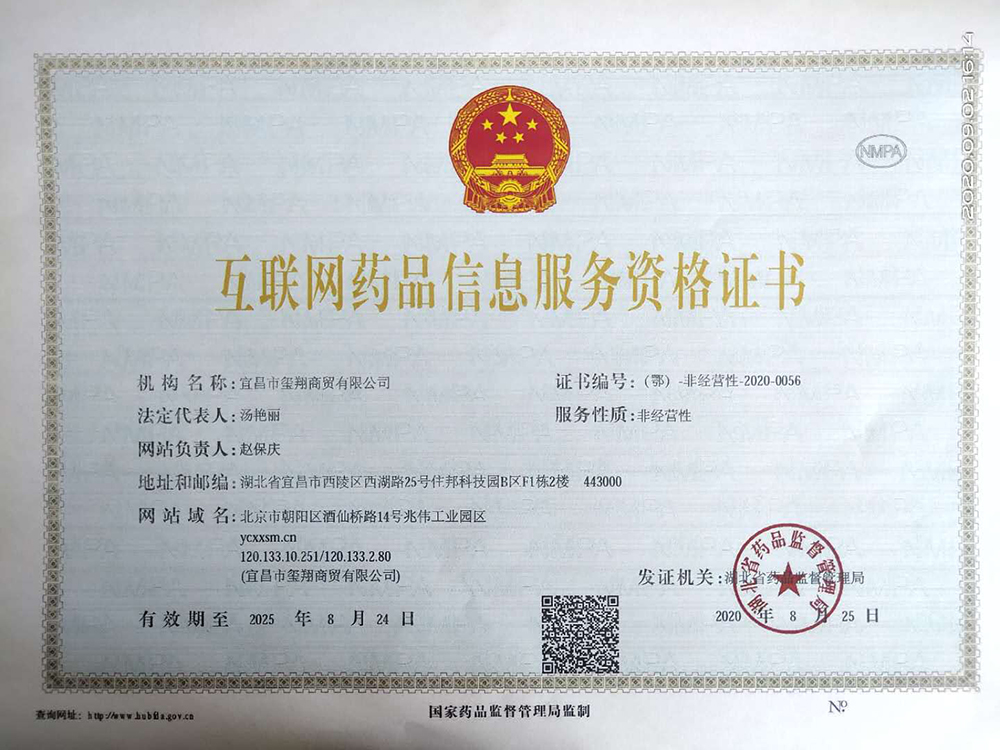 2020.09.02 16:14
NMPA
互联网药品信息服务资格证书
机构名称:宜昌市玺翔商贸有限公司
证书编号:(鄂)-非经营性-2020-0056
法定代表人:汤艳丽
服务性质:非经营性
网站负责人:赵保庆
地址和邮编:湖北省宜昌市西陵区西湖路25号住邦科技园B区F1栋2楼 443000
网站域名:北京市朝阳区酒仙桥路14号兆伟工业园区
ycxxsm.cn
120.133.10.251/120.133.2.80
(宜昌市玺翔商贸有限公司)
发证机关:湖北省药品监督管理局
湖北省药品监督管理局
有效期至 2025 年 8 月 24 日
2020 年 8 月 25 日
查询网址: http://www.hubfda.gov.cn
国家药品监督管理局监制
№